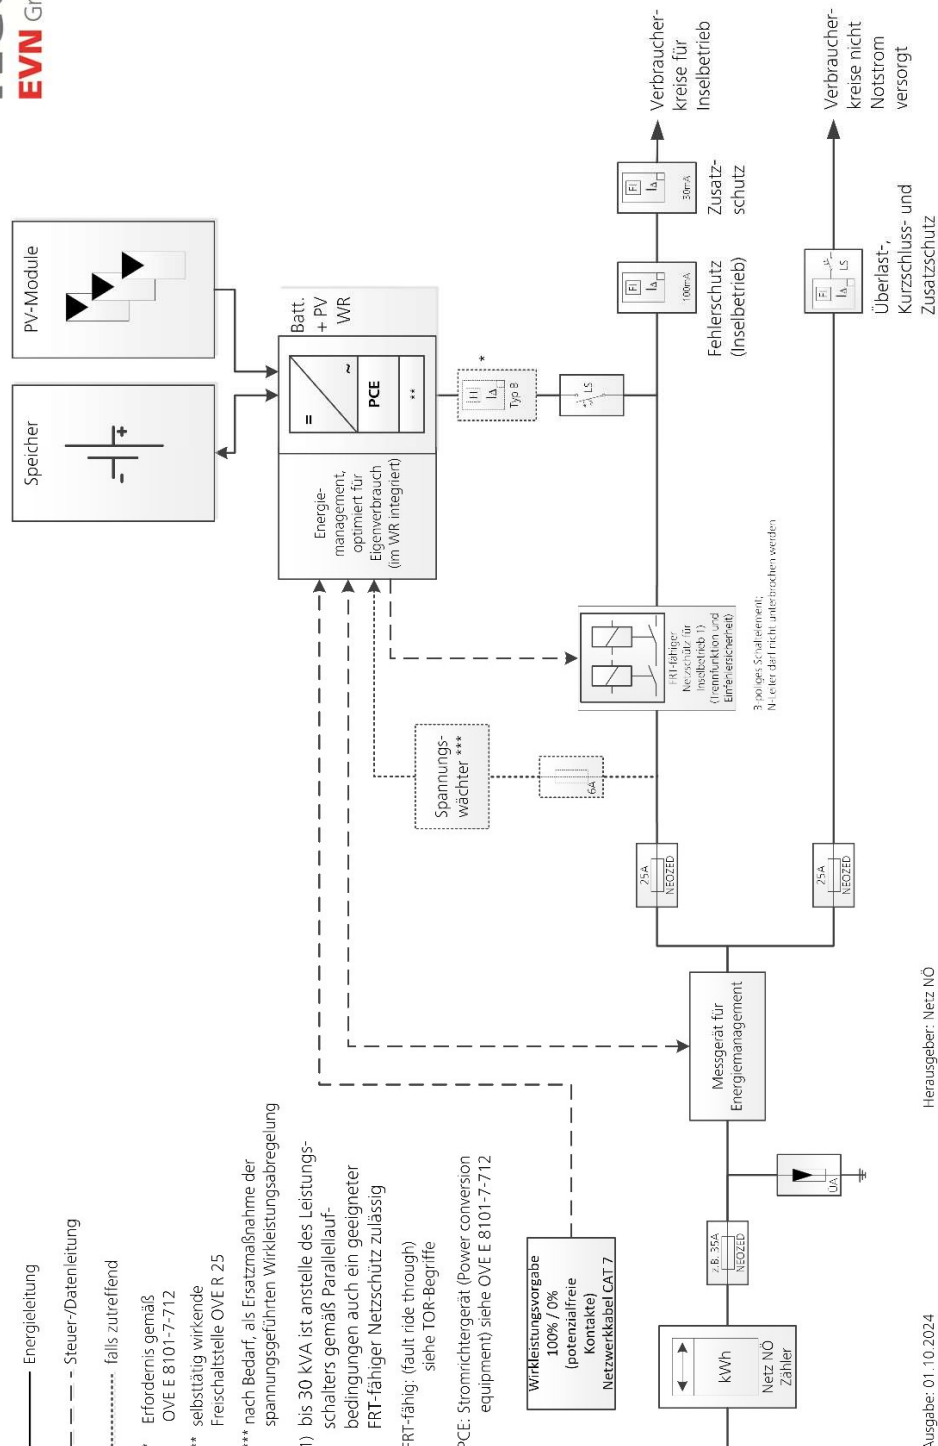 EVN
PV-Module
Speicher
Batt.
+ PV
WR
=
~
PCE
**
Energie-
management,
optimiert für
Eigenverbrauch
(im WR integriert)
*
FI
IΔ
Typ B
LS
Verbraucher-
kreise für
Inselbetrieb
FI
IΔ
30mA
Zusatz-
schutz
FI
IΔ
100mA
Fehlerschutz
(Inselbetrieb)
Verbraucher-
kreise nicht
Notstrom
versorgt
FI
IΔ
LS
Überlast-,
Kurzschluss- und
Zusatzschutz
FRT-fähiger
Netzschütz für
Inselbetrieb 1)
(Trennfunktion und
Einfehlersicherheit)
3-poliges Schaltelement;
N-Leiter darf nicht unterbrochen werden
Spannungs-
wächter ***
6A
25A
NEOZED
25A
NEOZED
Messgerät für
Energiemanagement
ÜA
z.B. 35A
NEOZED
kWh
Netz NÖ
Zähler
Wirkleistungsvorgabe
100% / 0%
(potenzialfreie
Kontakte)
Netzwerkkabel CAT 7
Energieleitung
Steuer-/Datenleitung
falls zutreffend
* Erfordernis gemäß
OVE E 8101-7-712
** selbsttätig wirkende
Freischaltstelle OVE R 25
*** nach Bedarf, als Ersatzmaßnahme der
spannungsgeführten Wirkleistungsabregelung
1) bis 30 kVA ist anstelle des Leistungs-
schalters gemäß Parallellauf-
bedingungen auch ein geeigneter
FRT-fähiger Netzschütz zulässig
FRT-fähig: (fault ride through)
siehe TOR-Begriffe
PCE: Stromrichtergerät (Power conversion
equipment) siehe OVE E 8101-7-712
Ausgabe: 01.10.2024
Herausgeber: Netz NÖ